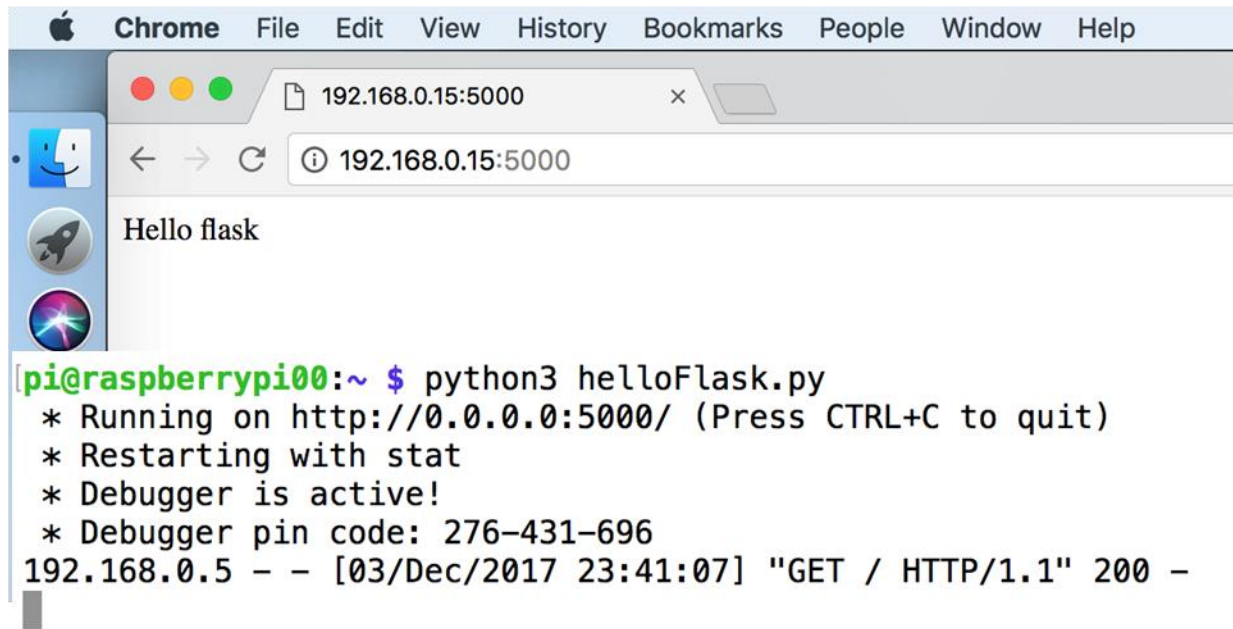 Chrome File Edit View History Bookmarks People Window Help
192.168.0.15:5000 ×
192.168.0.15:5000
Hello flask
[pi@raspberrypi00:~ $ python3 helloFlask.py
* Running on http://0.0.0.0:5000/ (Press CTRL+C to quit)
* Restarting with stat
* Debugger is active!
* Debugger pin code: 276-431-696
192.168.0.5 - - [03/Dec/2017 23:41:07] "GET / HTTP/1.1" 200 -